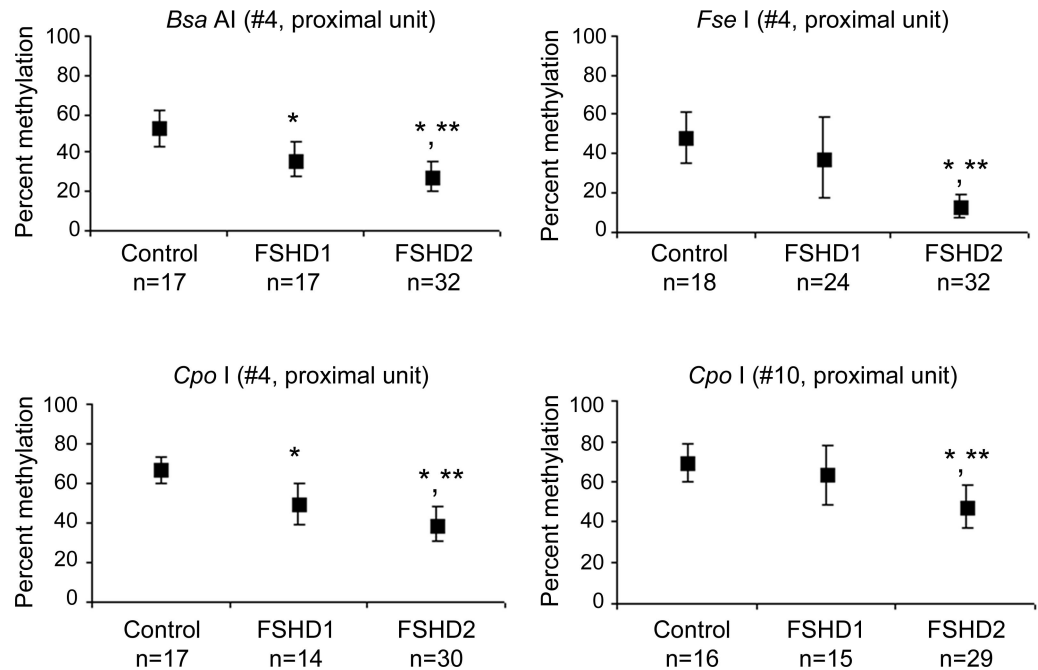 Bsa AI (#4, proximal unit)
Percent methylation
100
80
60
40
20
0
*
*,**
Control FSHD1 FSHD2
n=17 n=17 n=32
Fse I (#4, proximal unit)
Percent methylation
100
80
60
40
20
0
*,**
Control FSHD1 FSHD2
n=18 n=24 n=32
Cpo I (#4, proximal unit)
Percent methylation
100
80
60
40
20
0
*
*,**
Control FSHD1 FSHD2
n=17 n=14 n=30
Cpo I (#10, proximal unit)
Percent methylation
100
80
60
40
20
0
*,**
Control FSHD1 FSHD2
n=16 n=15 n=29